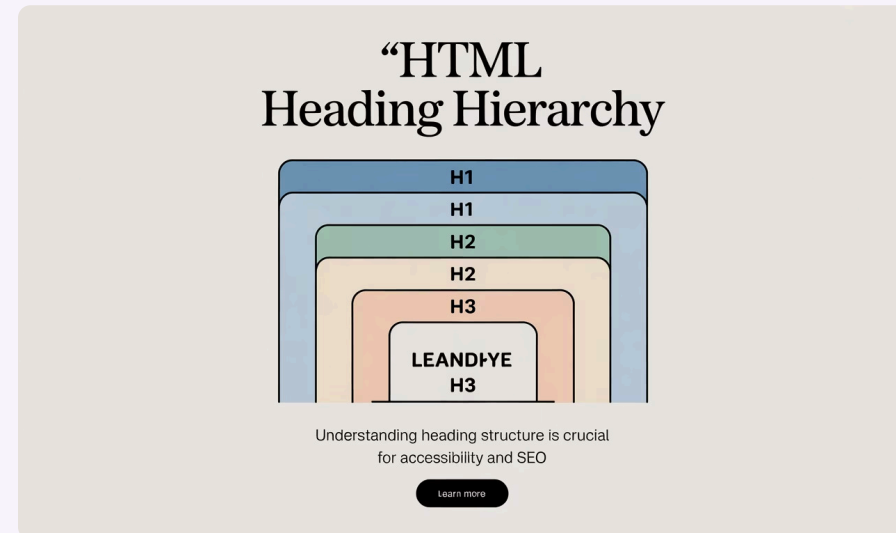 “HTML
Heading Hierarchy
H1
H1
H2
H2
H3
H3
Understanding heading structure is crucial
for accessibility and SEO
Learn more